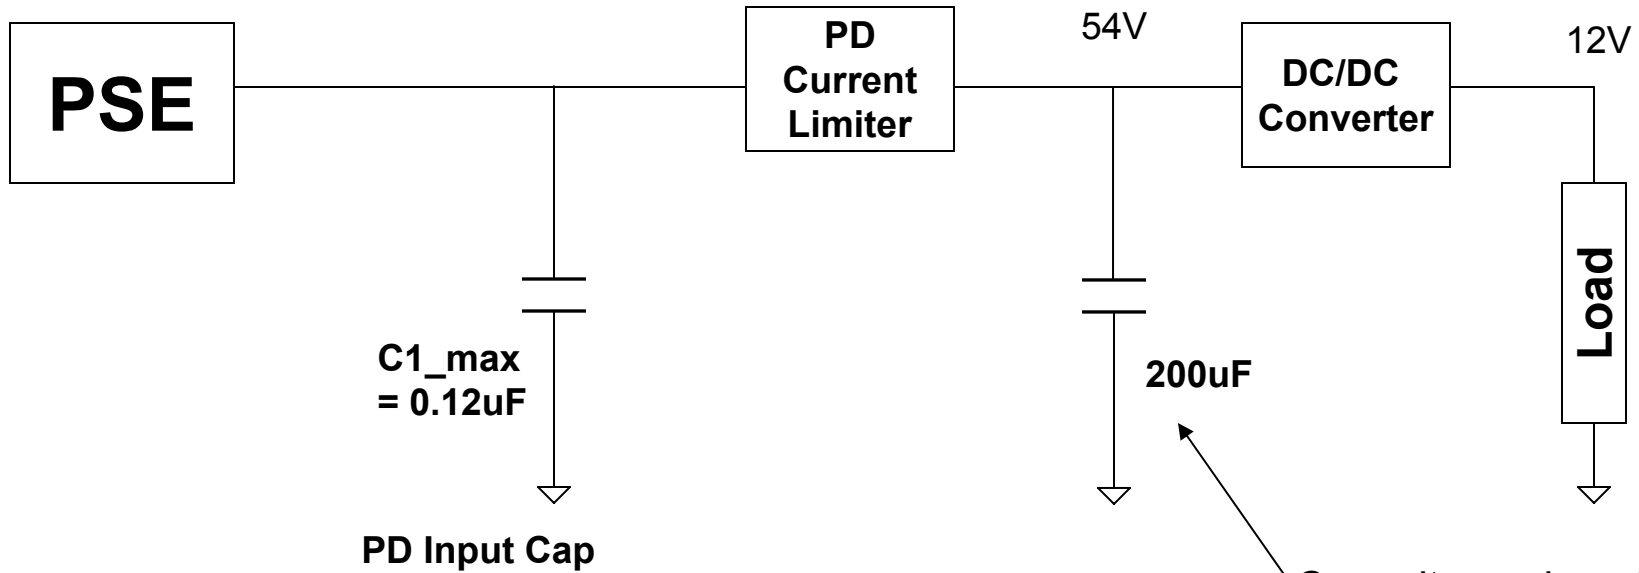 PSE
PD
Current
Limiter
54V
DC/DC
Converter
12V
Load
C1_max
= 0.12uF
200uF
PD Input Cap